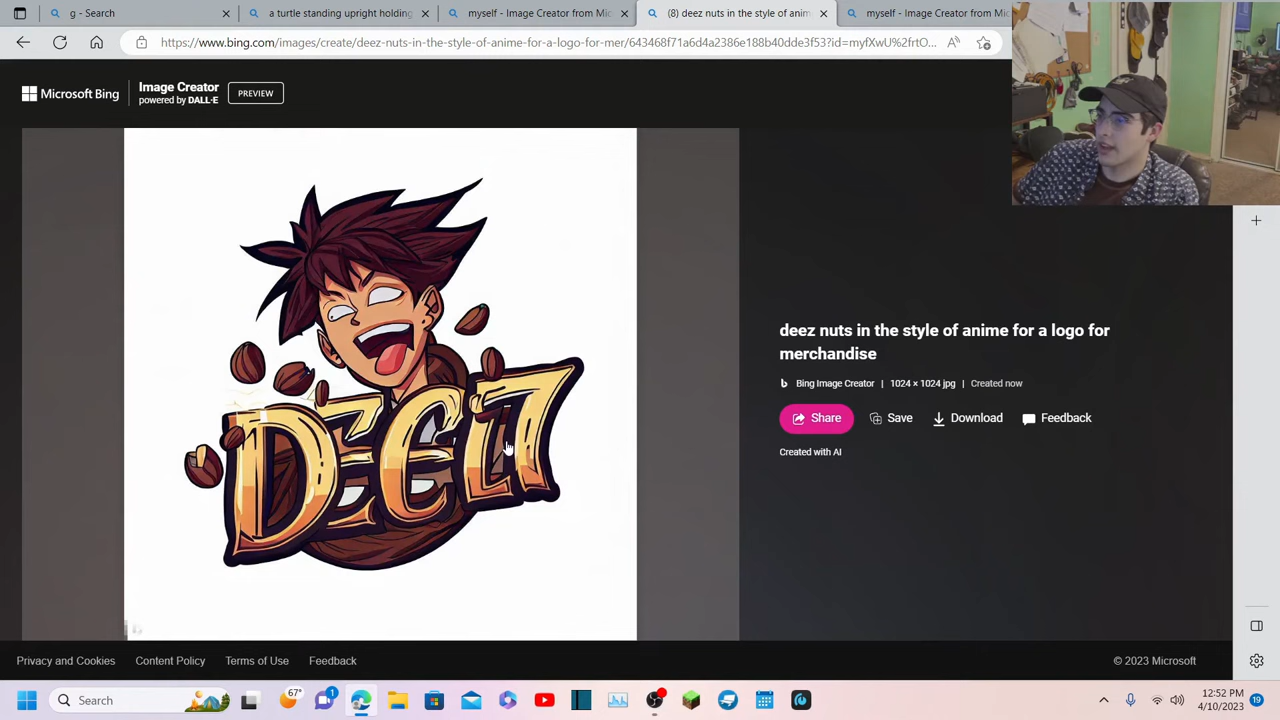 g - Search
a turtle standing upright holding
myself - Image Creator from Mic
(8) deez nuts in the style of anim
myself - Image Creator from Mi
https://www.bing.com/images/create/deez-nuts-in-the-style-of-anime-for-a-logo-for-mer/643468f71a6d4a2386e188b40dde3f53?id=myfXwU%2frtO...
Microsoft Bing
Image Creator
powered by DALL·E
PREVIEW
deez nuts in the style of anime for a logo for
merchandise
Bing Image Creator | 1024 × 1024 jpg | Created now
Share
Save
Download
Feedback
Created with AI
Privacy and Cookies
Content Policy
Terms of Use
Feedback
© 2023 Microsoft
Search
67°
1
12:52 PM
4/10/2023
19